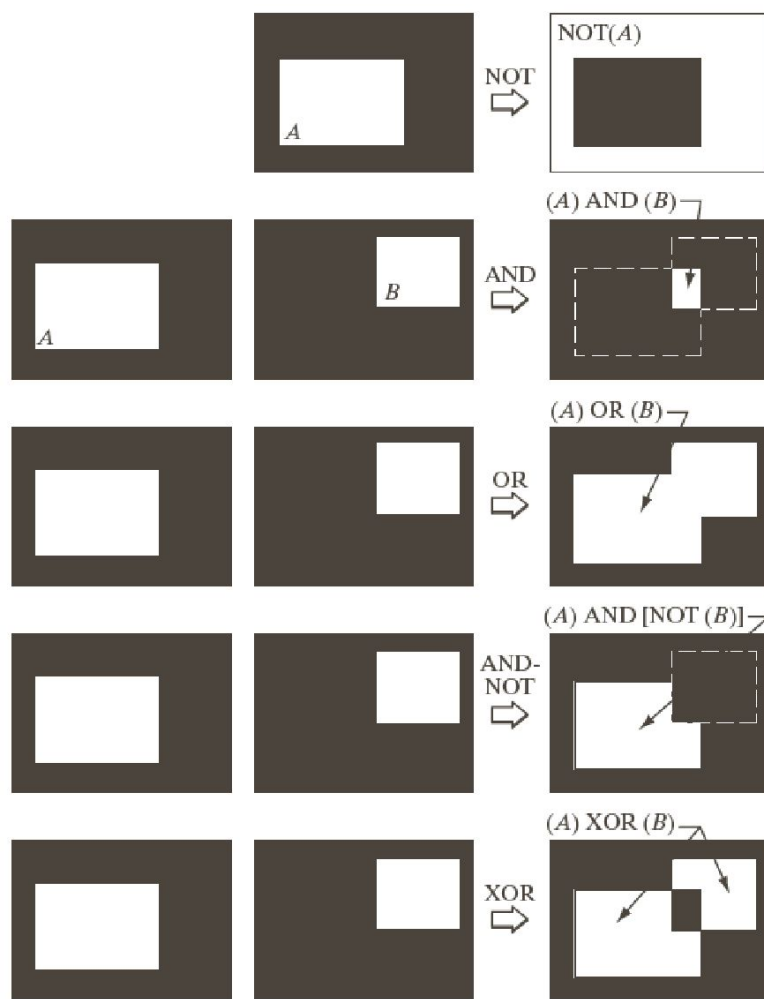 NOT(A)
NOT
A
(A) AND (B)
AND
B
A
(A) OR (B)
OR
(A) AND [NOT (B)]
AND-
NOT
(A) XOR (B)
XOR